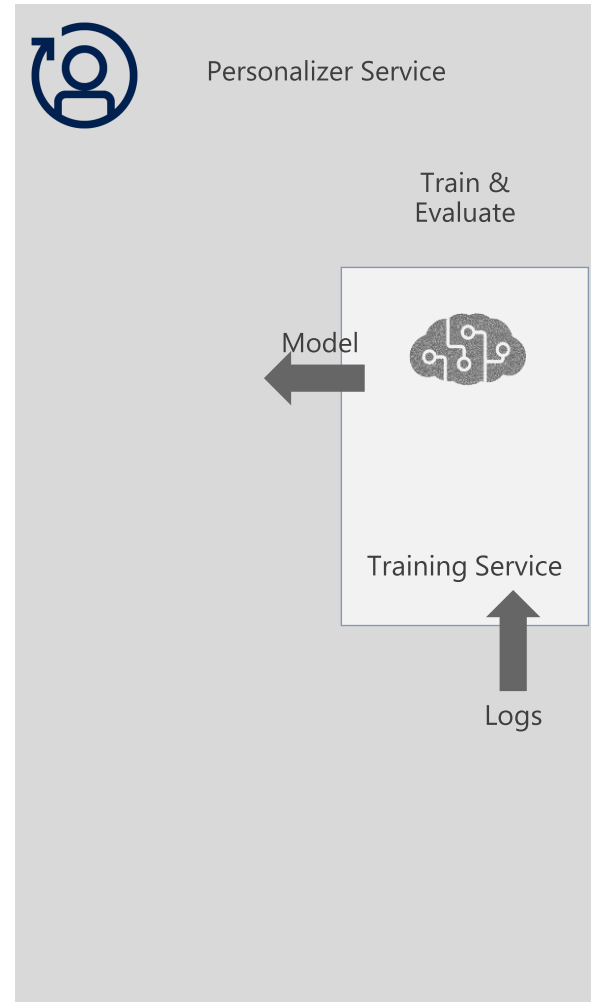 Personalizer Service
Train &
Evaluate
Model
Training Service
Logs